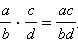 a/b · c/d = ac/bd.